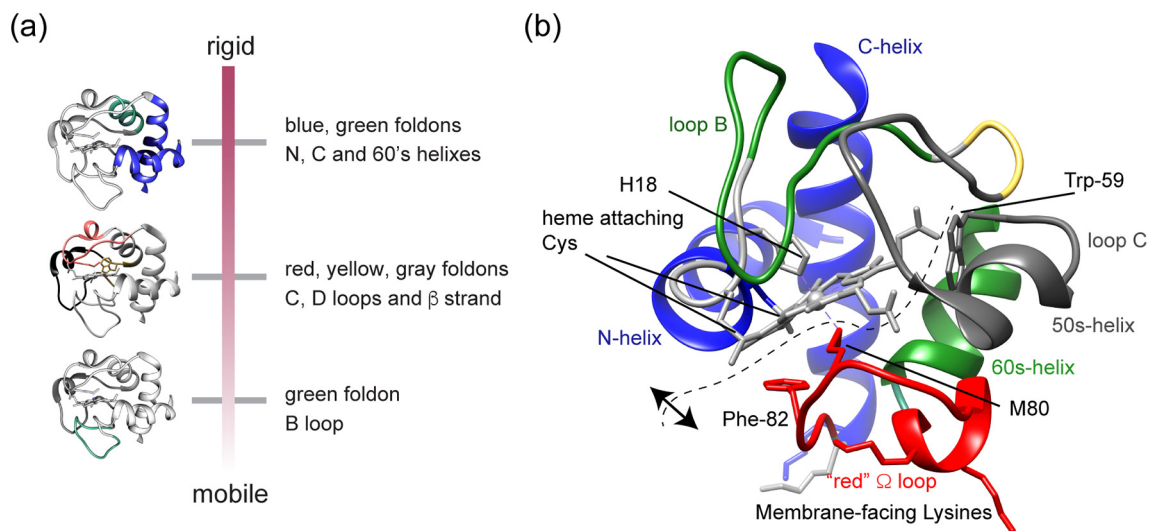 (a)
rigid
blue, green foldons
N, C and 60's helixes
red, yellow, gray foldons
C, D loops and β strand
green foldon
B loop
mobile
(b)
C-helix
loop B
H18
Trp-59
heme attaching
Cys
loop C
N-helix
50s-helix
60s-helix
M80
Phe-82
"red" Ω loop
Membrane-facing Lysines